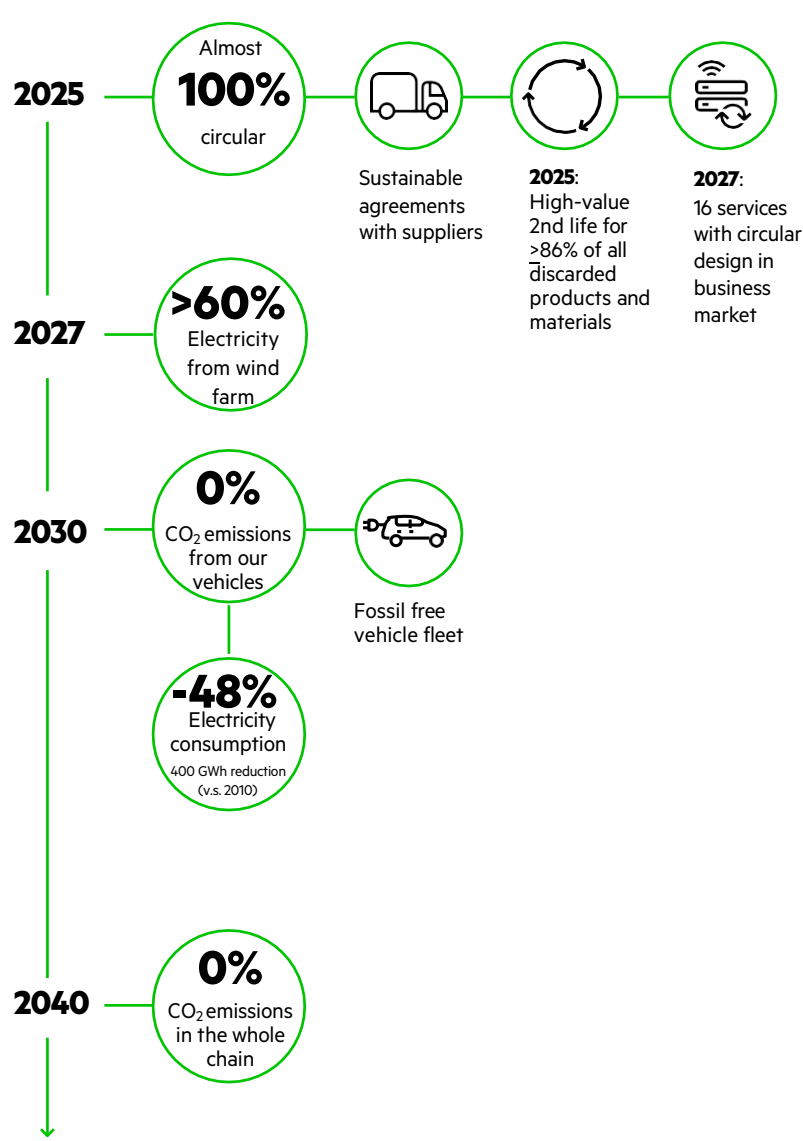 2025
Almost
100%
circular
Sustainable
agreements
with suppliers
2025:
High-value
2nd life for
≥86% of all
discarded
products and
materials
2027:
16 services
with circular
design in
business
market
2027
>60%
Electricity
from wind
farm
2030
0%
CO₂ emissions
from our
vehicles
Fossil free
vehicle fleet
-48%
Electricity
consumption
400 GWh reduction
(v.s. 2010)
2040
0%
CO₂ emissions
in the whole
chain